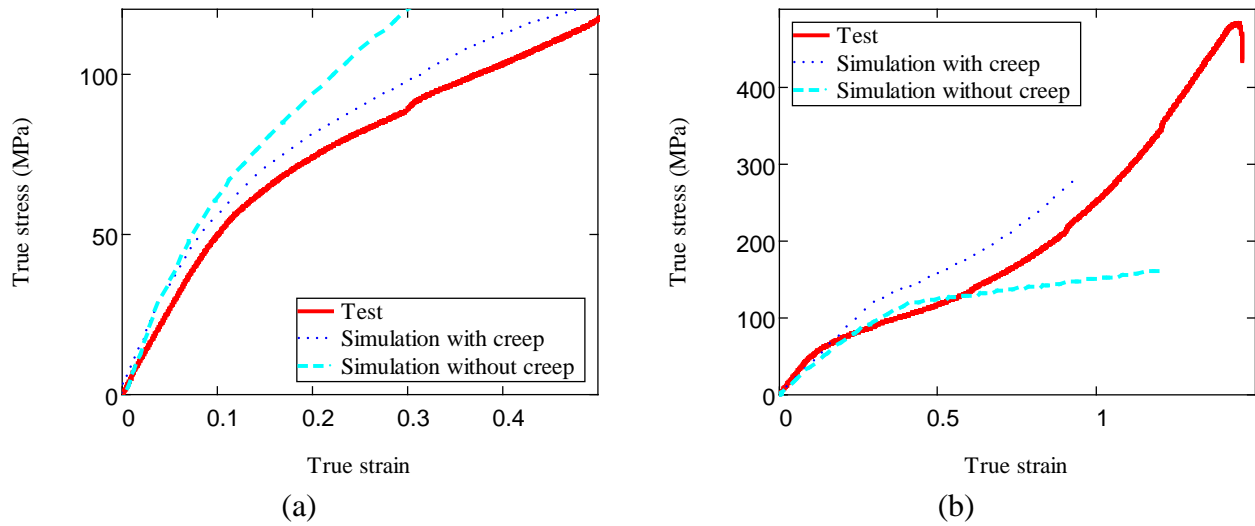 100
50
0
0
0.1
0.2
0.3
0.4
True stress (MPa)
True strain
Test
Simulation with creep
Simulation without creep
(a)
400
300
200
100
0
0
0.5
1
True stress (MPa)
True strain
Test
Simulation with creep
Simulation without creep
(b)